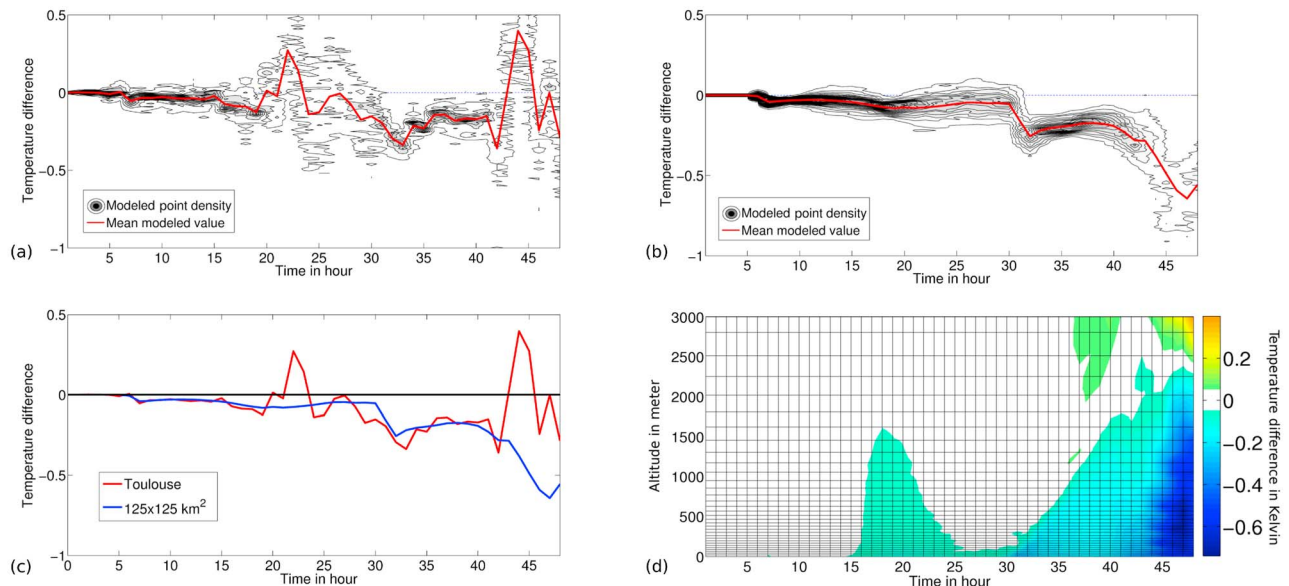 0.5
0
−0.5
−1
Temperature difference
Modeled point density
Mean modeled value
(a)
5 10 15 20 25 30 35 40 45
Time in hour
0.5
0
−0.5
−1
Temperature difference
Modeled point density
Mean modeled value
(b)
5 10 15 20 25 30 35 40 45
Time in hour
0.5
0
−0.5
−1
Temperature difference
Toulouse
125x125 km²
(c)
0 5 10 15 20 25 30 35 40 45
Time in hour
3000
2500
2000
1500
1000
500
0
Altitude in meter
(d)
5 10 15 20 25 30 35 40 45
Time in hour
0.2
0
−0.2
−0.4
−0.6
Temperature difference in Kelvin